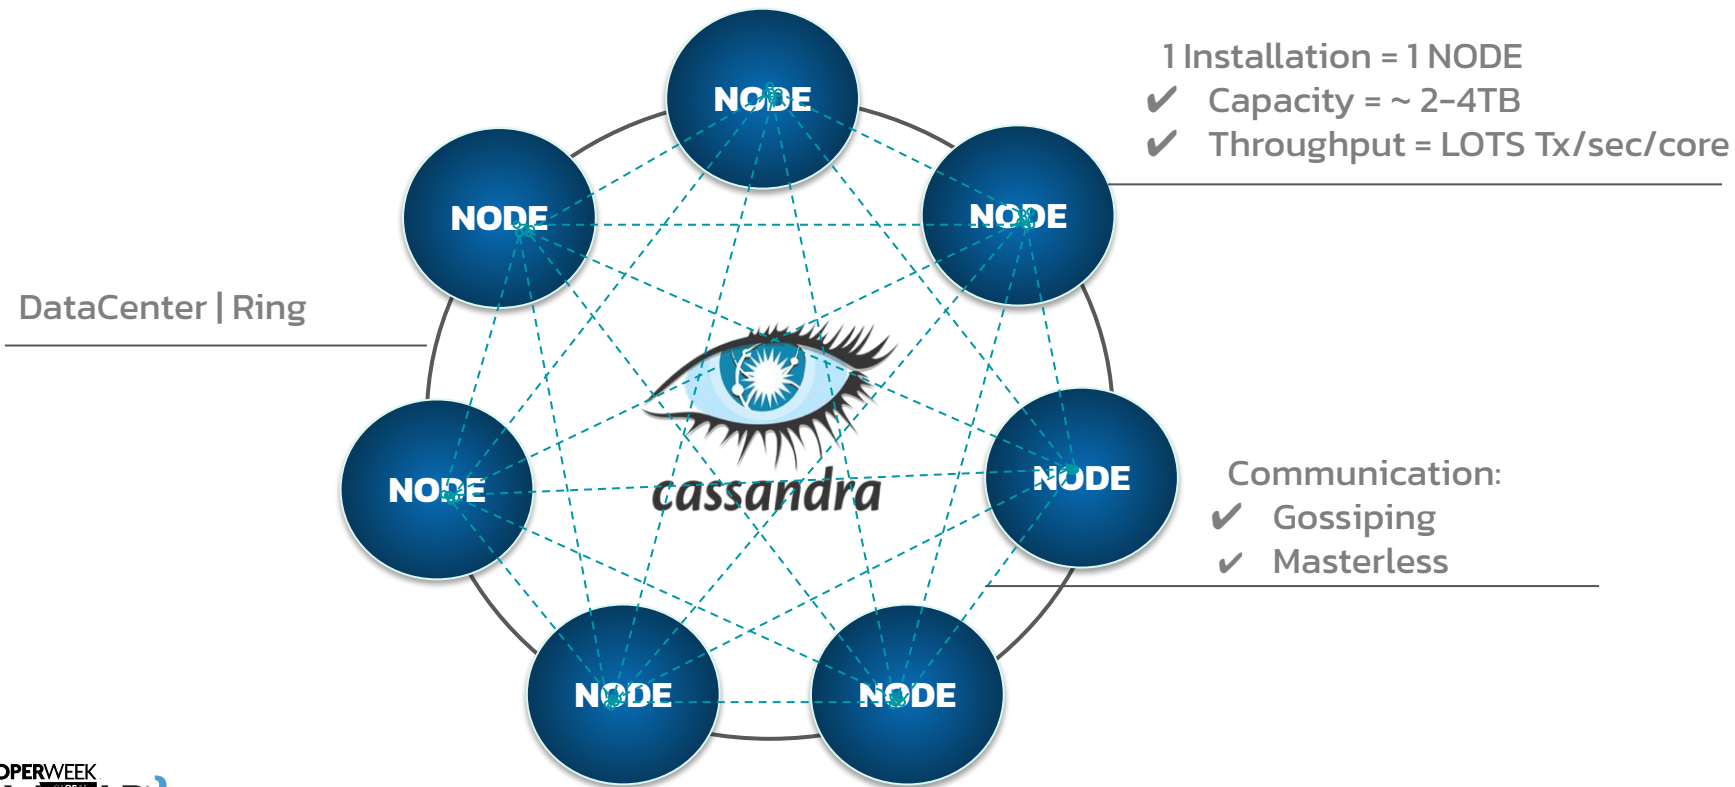 1 Installation = 1 NODE
✔ Capacity = ~ 2-4TB
✔ Throughput = LOTS Tx/sec/core
NODE
NODE
NODE
DataCenter | Ring
NODE
NODE
cassandra
Communication:
✔ Gossiping
✔ Masterless
NODE
NODE
OPERWEEK